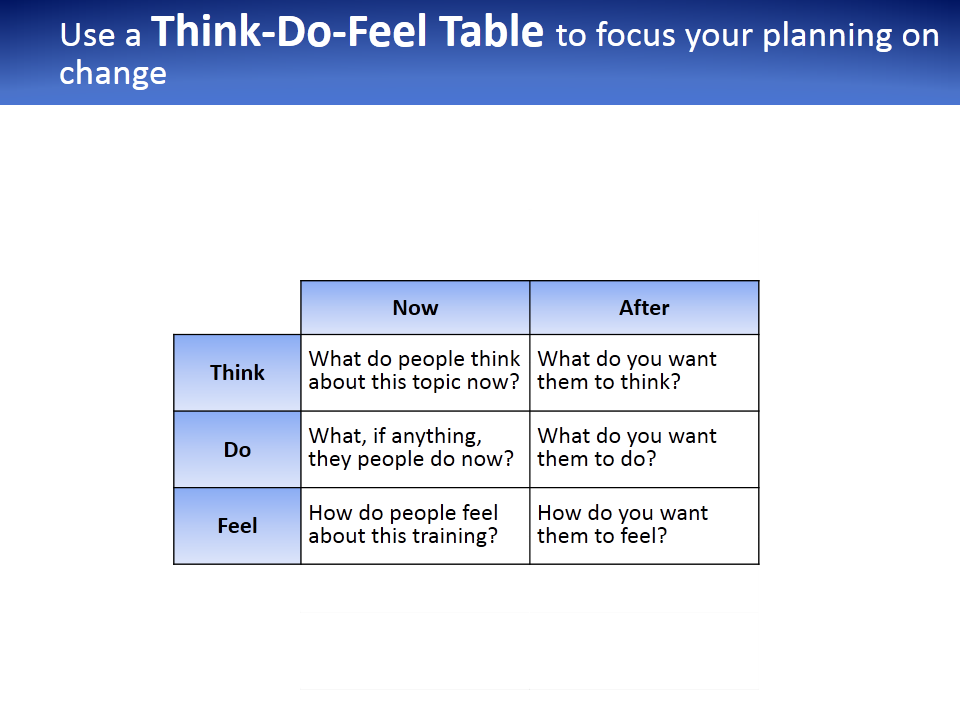 Use a Think-Do-Feel Table to focus your planning on
change
Now
After
Think
What do people think
about this topic now?
What do you want
them to think?
Do
What, if anything,
they people do now?
What do you want
them to do?
Feel
How do people feel
about this training?
How do you want
them to feel?